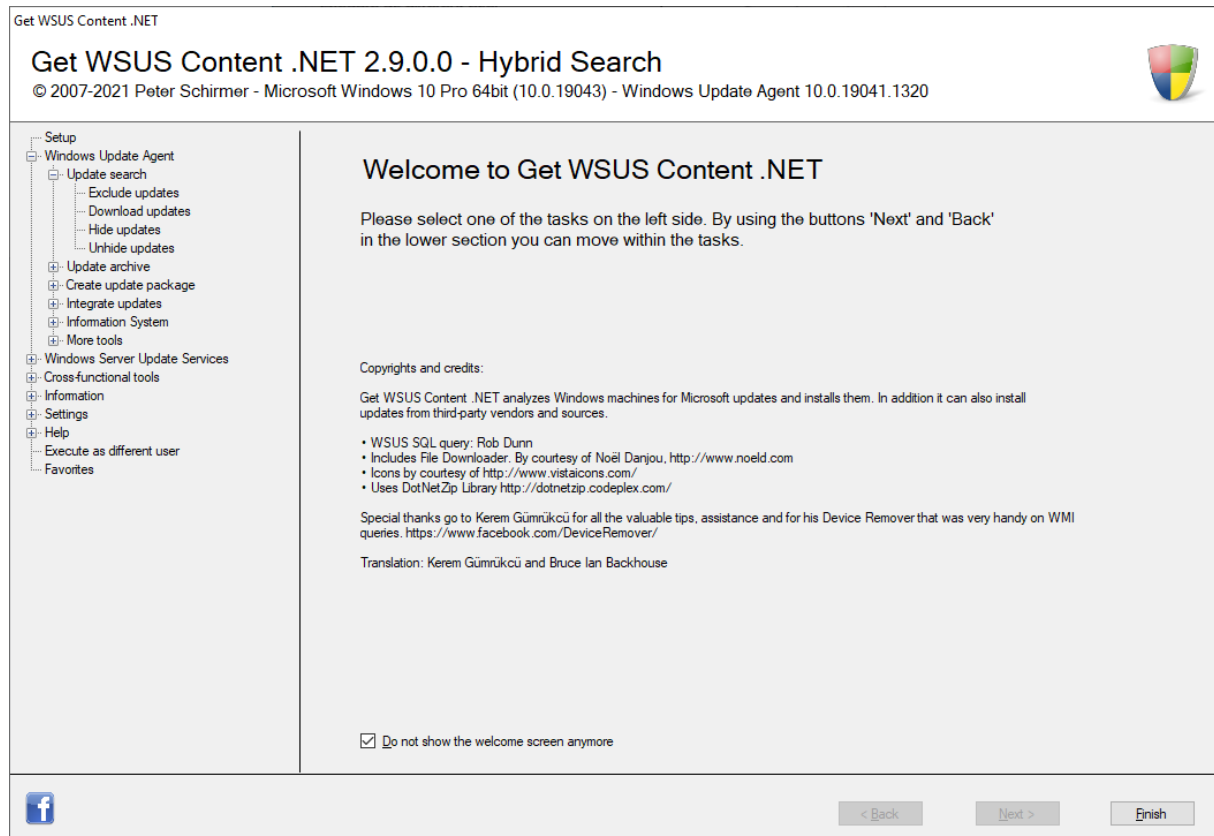 Get WSUS Content .NET
Get WSUS Content .NET 2.9.0.0 - Hybrid Search
© 2007-2021 Peter Schirmer - Microsoft Windows 10 Pro 64bit (10.0.19043) - Windows Update Agent 10.0.19041.1320
Setup
Windows Update Agent
Update search
Exclude updates
Download updates
Hide updates
Unhide updates
Update archive
Create update package
Integrate updates
Information System
More tools
Windows Server Update Services
Cross-functional tools
Information
Settings
Help
Execute as different user
Favorites
Welcome to Get WSUS Content .NET
Please select one of the tasks on the left side. By using the buttons 'Next' and 'Back'
in the lower section you can move within the tasks.
Copyrights and credits:
Get WSUS Content .NET analyzes Windows machines for Microsoft updates and installs them. In addition it can also install
updates from third-party vendors and sources.
• WSUS SQL query: Rob Dunn
• Includes File Downloader. By courtesy of Noël Danjou, http://www.noeld.com
• Icons by courtesy of http://www.vistaicons.com/
• Uses DotNetZip Library http://dotnetzip.codeplex.com/
Special thanks go to Kerem Gümrükcü for all the valuable tips, assistance and for his Device Remover that was very handy on WMI
queries. https://www.facebook.com/DeviceRemover/
Translation: Kerem Gümrükcü and Bruce Ian Backhouse
Do not show the welcome screen anymore
f
< Back
Next >
Finish